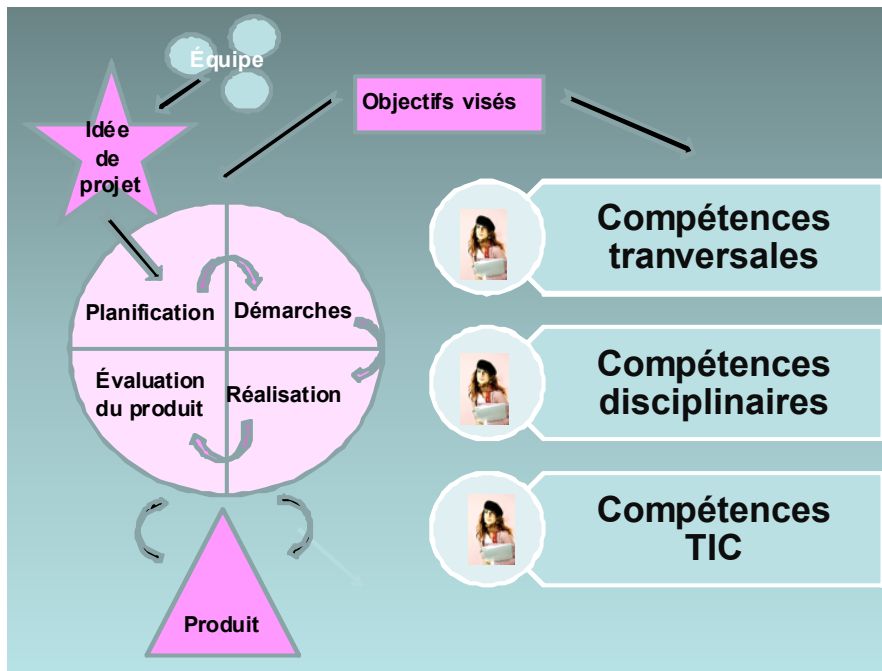 Équipe
Objectifs visés
Idée
de
projet
Planification
Démarches
Évaluation
du produit
Réalisation
Produit
Compétences
tranversales
Compétences
disciplinaires
Compétences
TIC